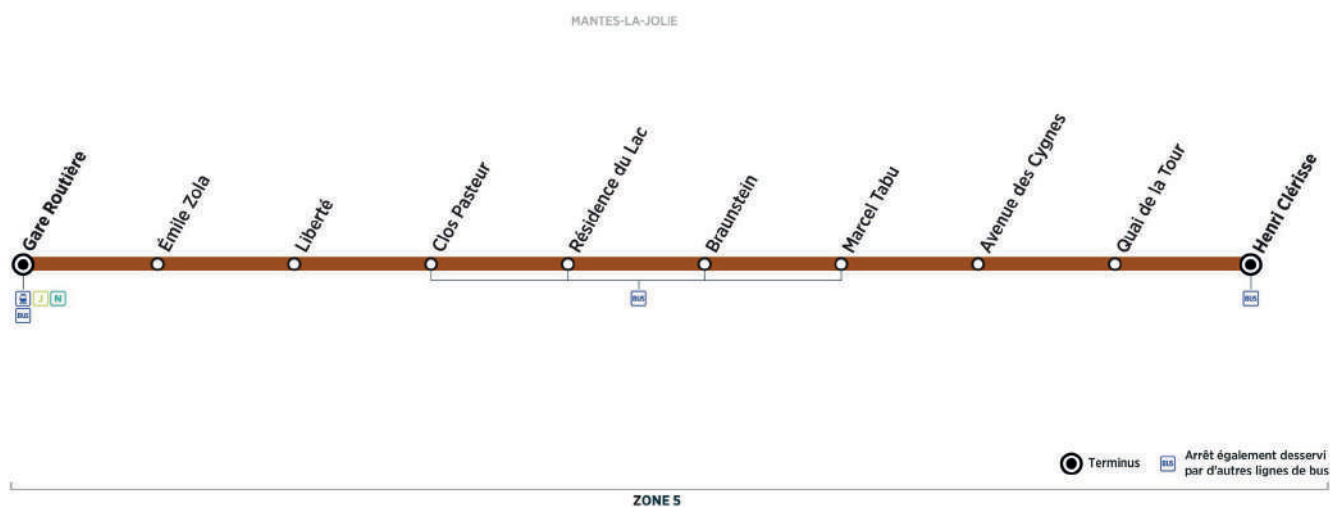 MANTES-LA-JOLIE
Gare Routière
Émile Zola
Liberté
Clos Pasteur
Résidence du Lac
Braunstein
Marcel Tabu
Avenue des Cygnes
Quai de la Tour
Henri Clérisse
J N
BUS
BUS
BUS
Terminus
BUS
Arrêt également desservi
par d'autres lignes de bus
ZONE 5